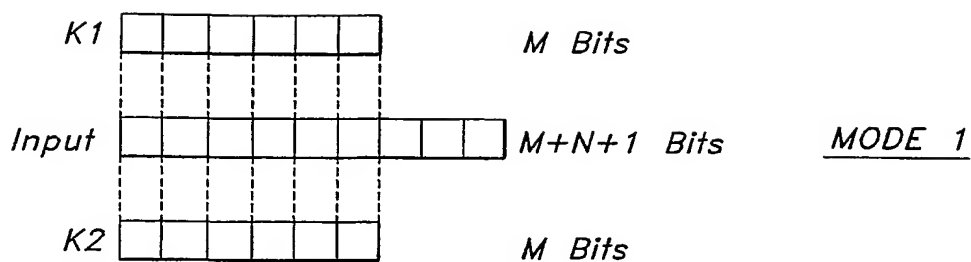 K1 M Bits
Input M+N+1 Bits MODE 1
K2 M Bits